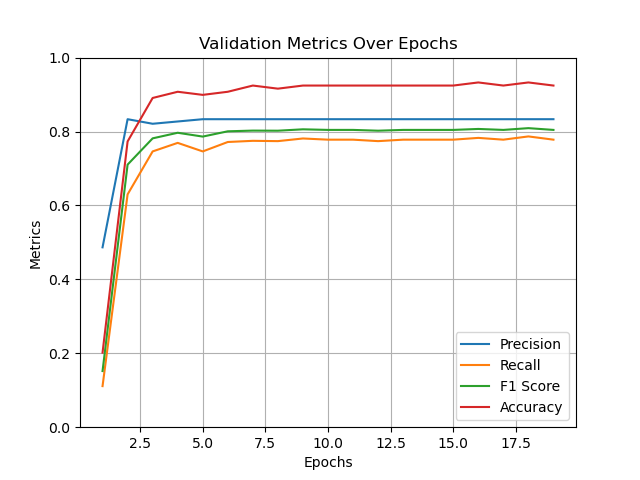 Validation Metrics Over Epochs
1.0
0.8
0.6
0.4
0.2
0.0
Metrics
2.5 5.0 7.5 10.0 12.5 15.0 17.5
Epochs
Precision
Recall
F1 Score
Accuracy